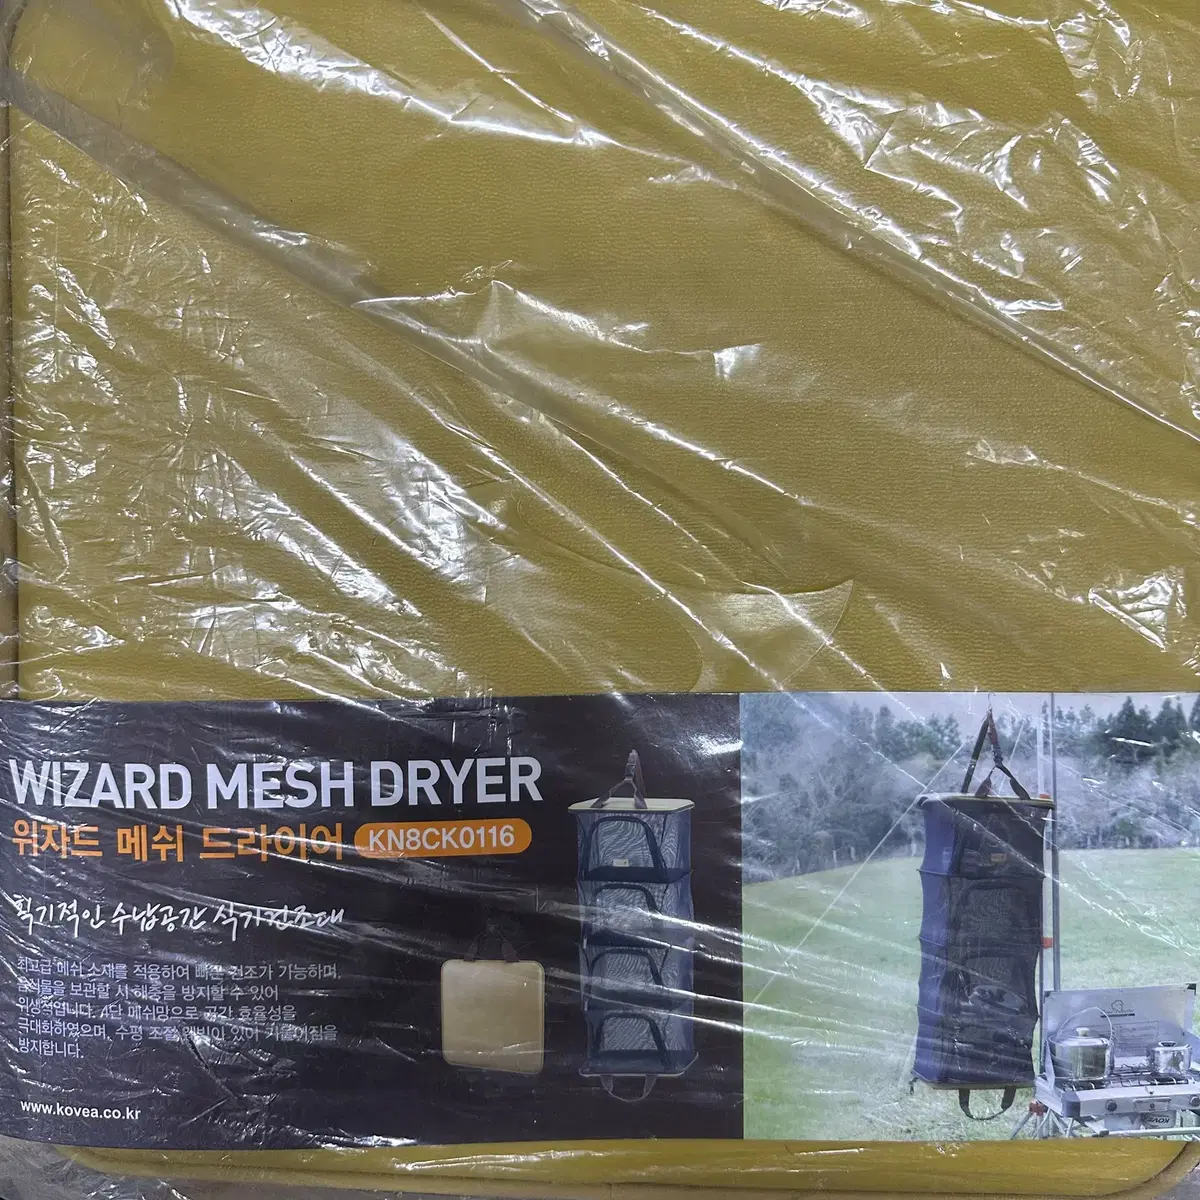 WIZARD MESH DRYER
위자드 메쉬 드라이어 KN8CK0116
획기적인 수납공간 식기건조대
최고급 메쉬 소재를 적용하여 빠른 건조가 가능하며,
음식물을 보관할 시 해충을 방지할 수 있어
위생적입니다. 4단 메쉬망으로 공간 효율성을
극대화하였으며, 수평 조절 웨빙이 있어 기울어짐을
방지합니다.
www.kovea.co.kr